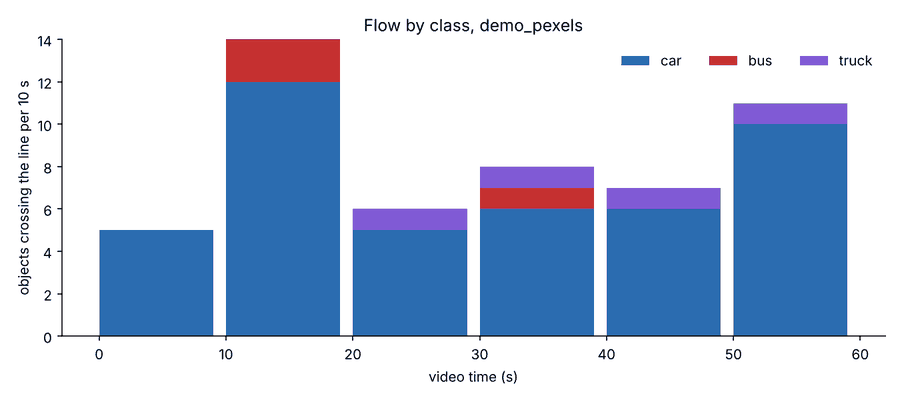 Flow by class, demo_pexels
car bus truck
objects crossing the line per 10 s
14
12
10
8
6
4
2
0
0 10 20 30 40 50 60
video time (s)